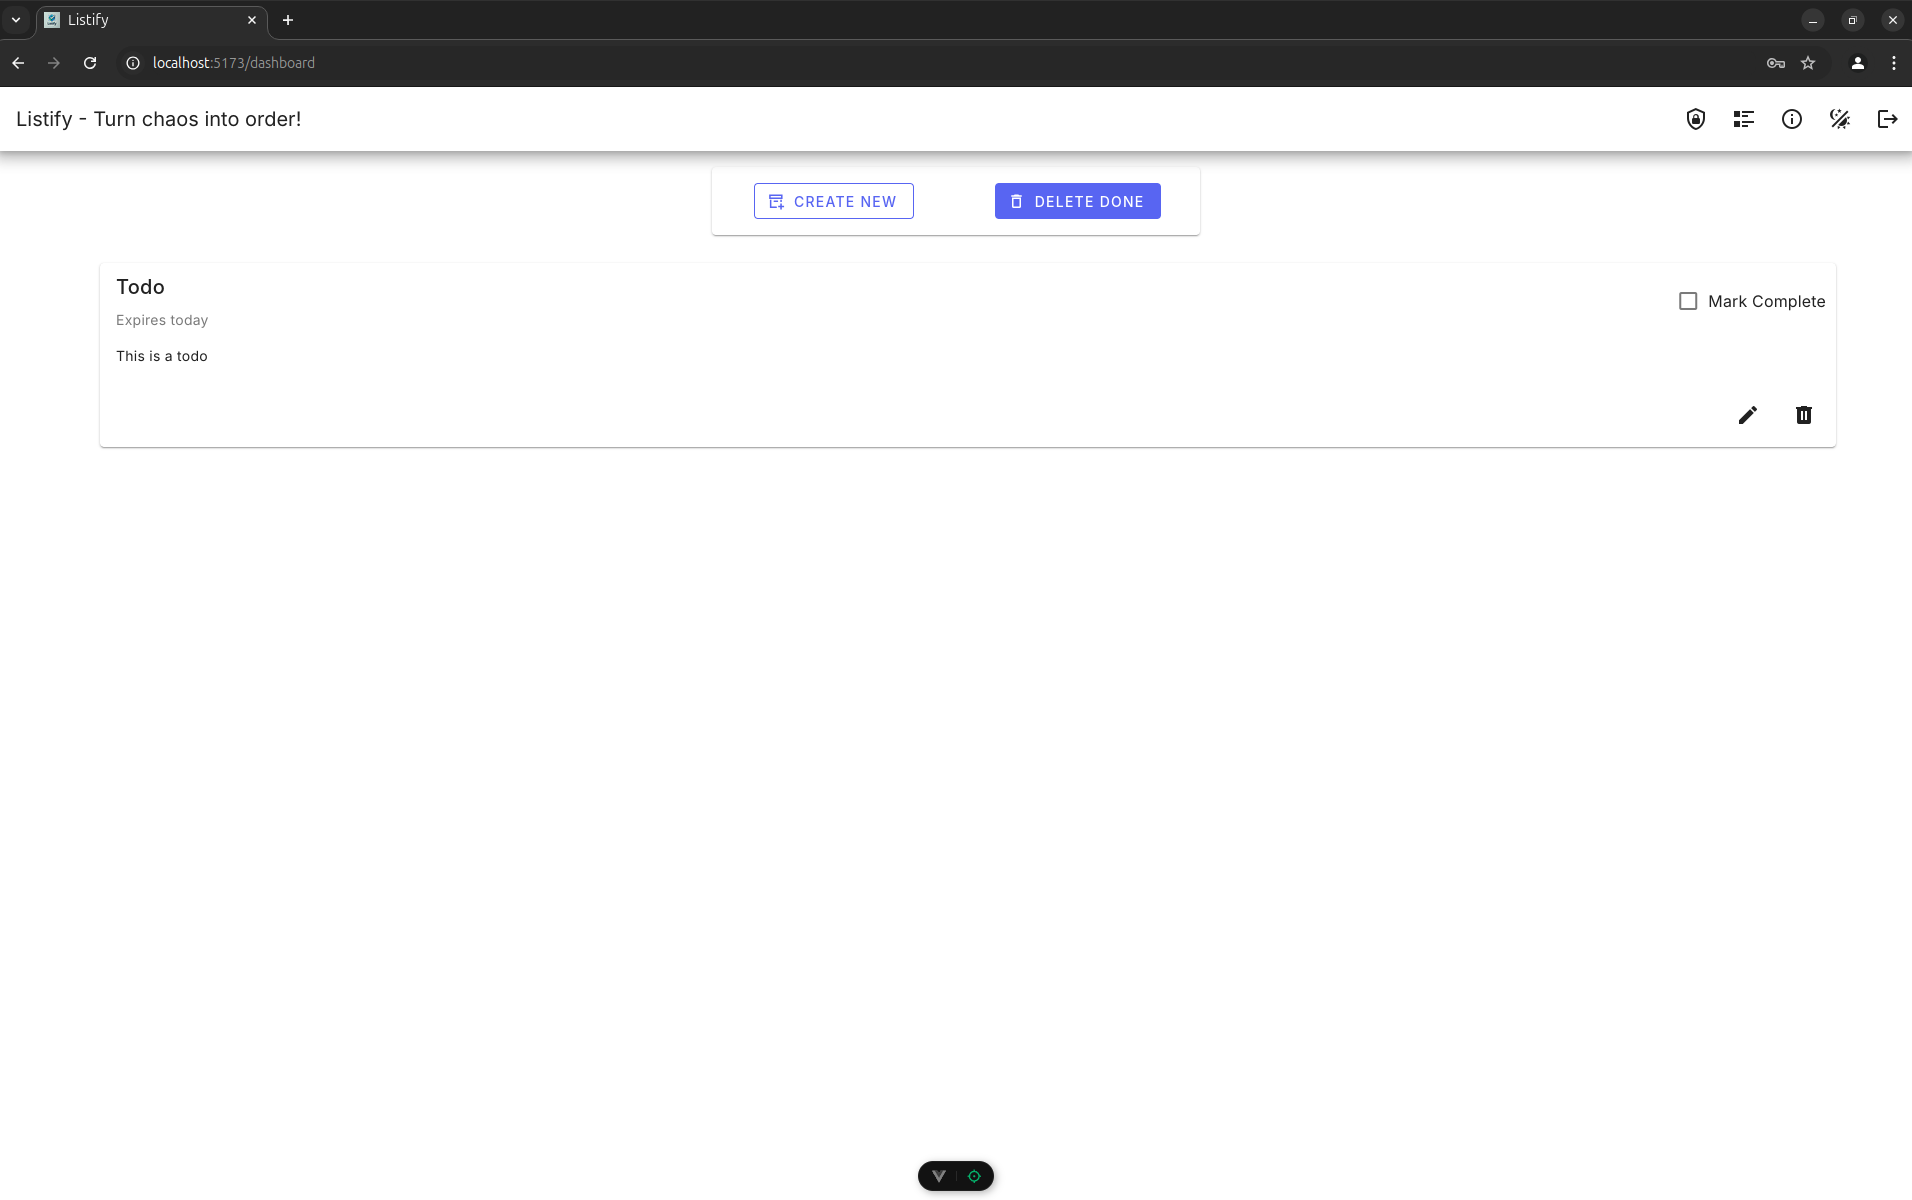 Listify
localhost:5173/dashboard
Listify - Turn chaos into order!
CREATE NEW
DELETE DONE
Todo
Mark Complete
Expires today
This is a todo